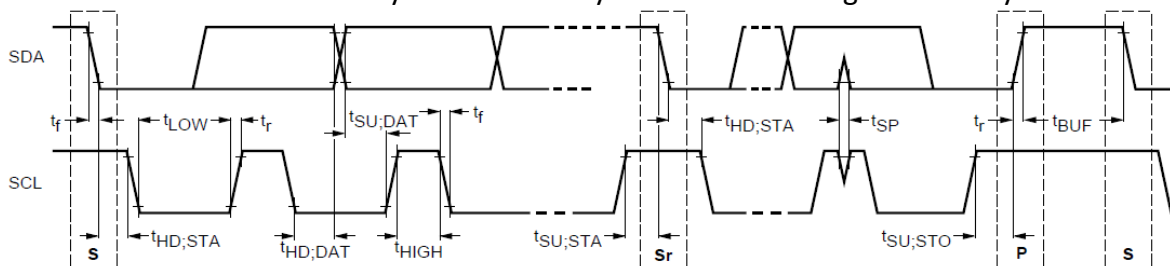 SDA
tf
tLOW
tr
tSU;DAT
tf
tHD;STA
tSP
tr
tBUF
SCL
tHD;STA
tHD;DAT
tHIGH
tSU;STA
tSU;STO
S
Sr
P
S